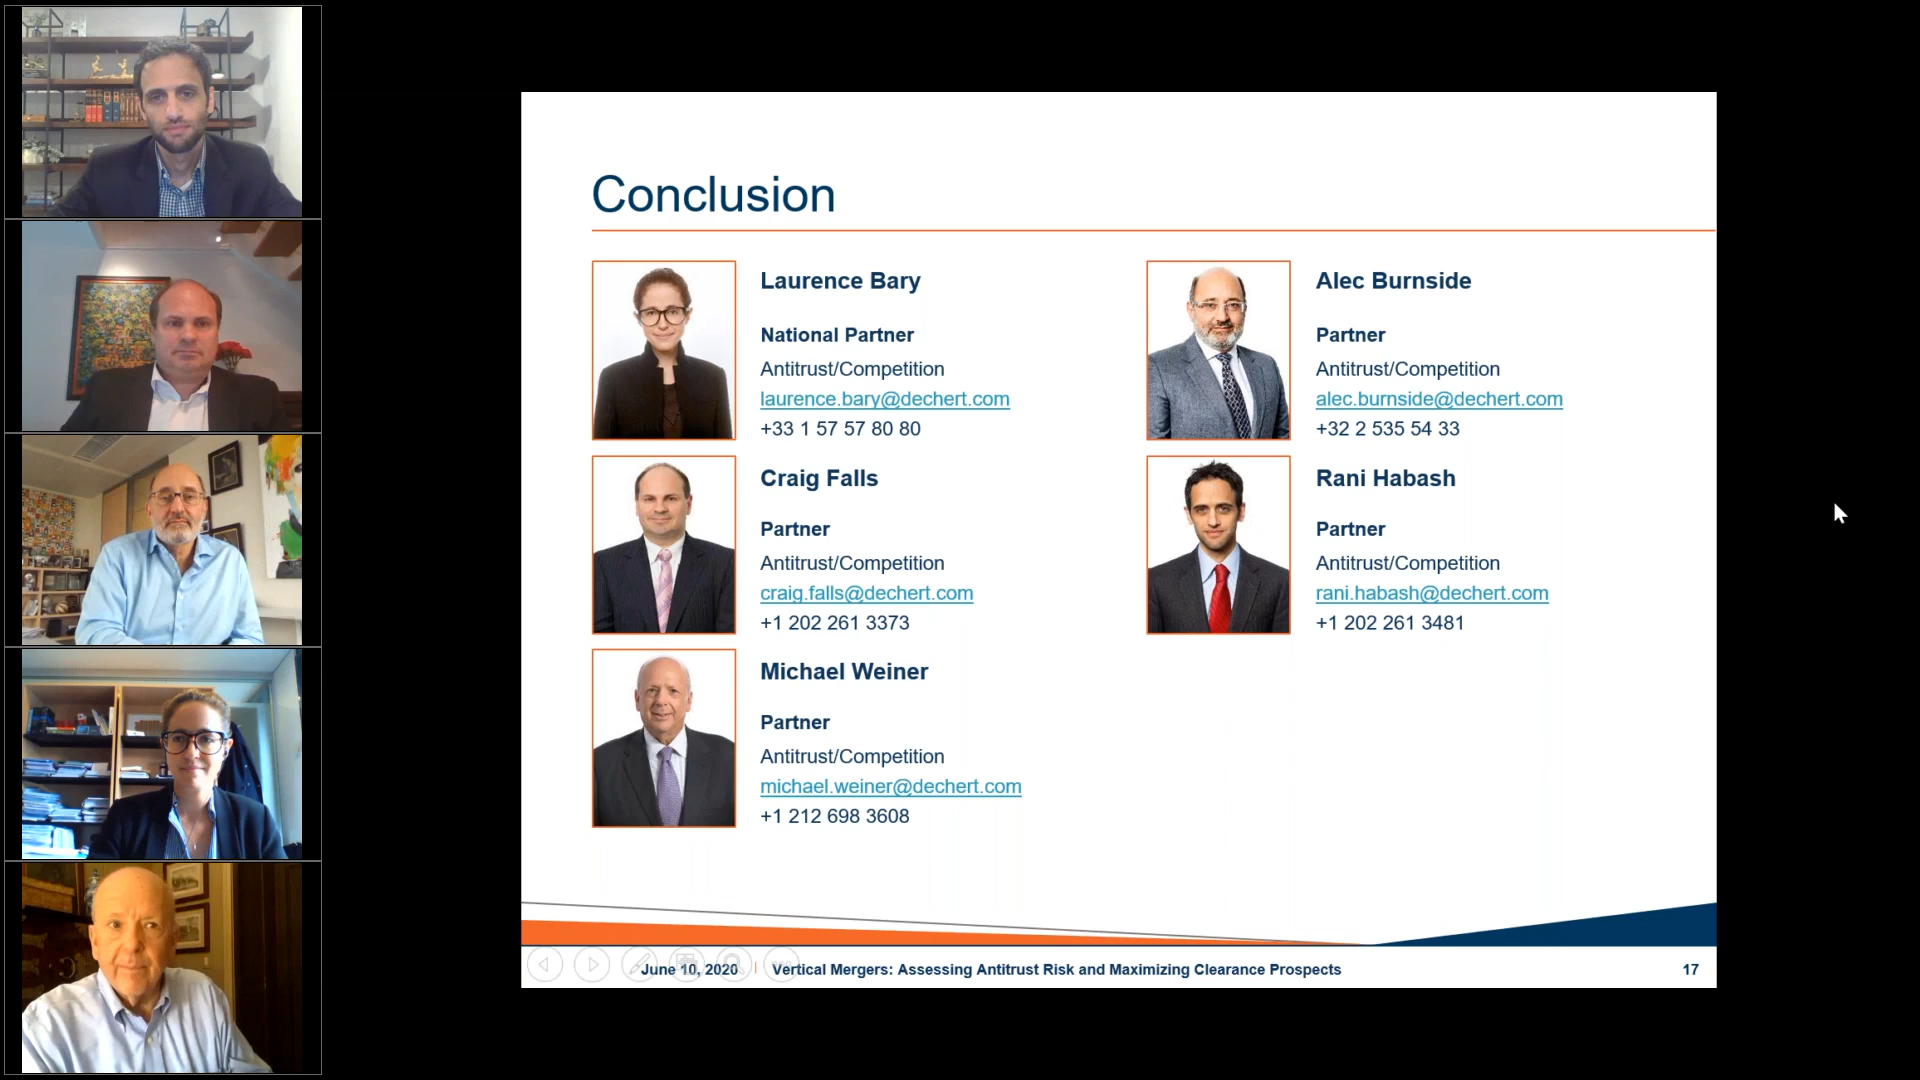 Conclusion
Laurence Bary
National Partner
Antitrust/Competition
laurence.bary@dechert.com
+33 1 57 57 80 80
Alec Burnside
Partner
Antitrust/Competition
alec.burnside@dechert.com
+32 2 535 54 33
Craig Falls
Partner
Antitrust/Competition
craig.falls@dechert.com
+1 202 261 3373
Rani Habash
Partner
Antitrust/Competition
rani.habash@dechert.com
+1 202 261 3481
Michael Weiner
Partner
Antitrust/Competition
michael.weiner@dechert.com
+1 212 698 3608
June 10, 2020 | Vertical Mergers: Assessing Antitrust Risk and Maximizing Clearance Prospects 17